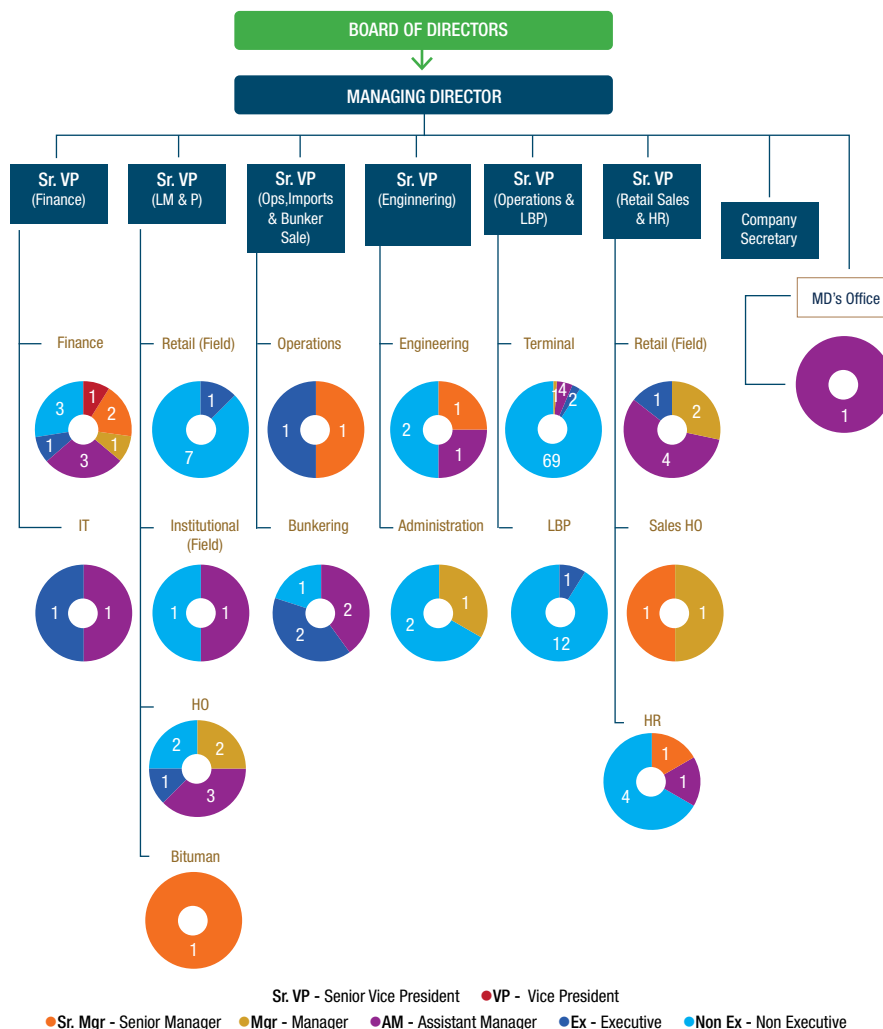 BOARD OF DIRECTORS
MANAGING DIRECTOR
Sr. VP
(Finance)
Sr. VP
(LM & P)
Sr. VP
(Ops,Imports
& Bunker
Sale)
Sr. VP
(Enginnering)
Sr. VP
(Operations &
LBP)
Sr. VP
(Retail Sales
& HR)
Company
Secretary
MD's Office
1
Finance
1
2
1
3
1
3
Retail (Field)
1
7
Operations
1
1
Engineering
1
1
2
Terminal
1
4
2
69
Retail (Field)
2
4
1
IT
1
1
Institutional
(Field)
1
1
Bunkering
1
2
2
Administration
1
2
LBP
1
12
Sales HO
1
1
HO
2
2
1
3
HR
1
1
4
Bituman
1
Sr. VP - Senior Vice President VP - Vice President
Sr. Mgr - Senior Manager Mgr - Manager AM - Assistant Manager Ex - Executive Non Ex - Non Executive